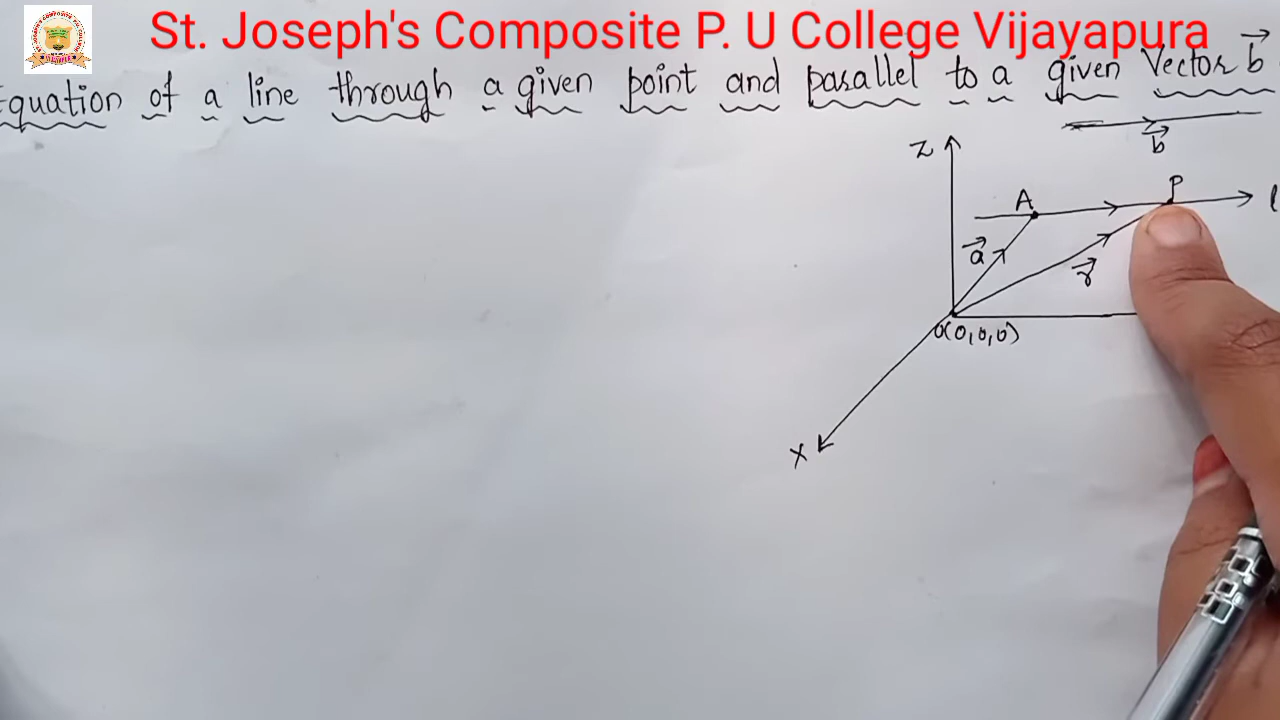 St. Joseph's Composite P. U College Vijayapura
Equation of a line through a given point and parallel to a given Vector b⃗
b⃗
Z
A
P
l
a⃗
r⃗
O(0,0,0)
X